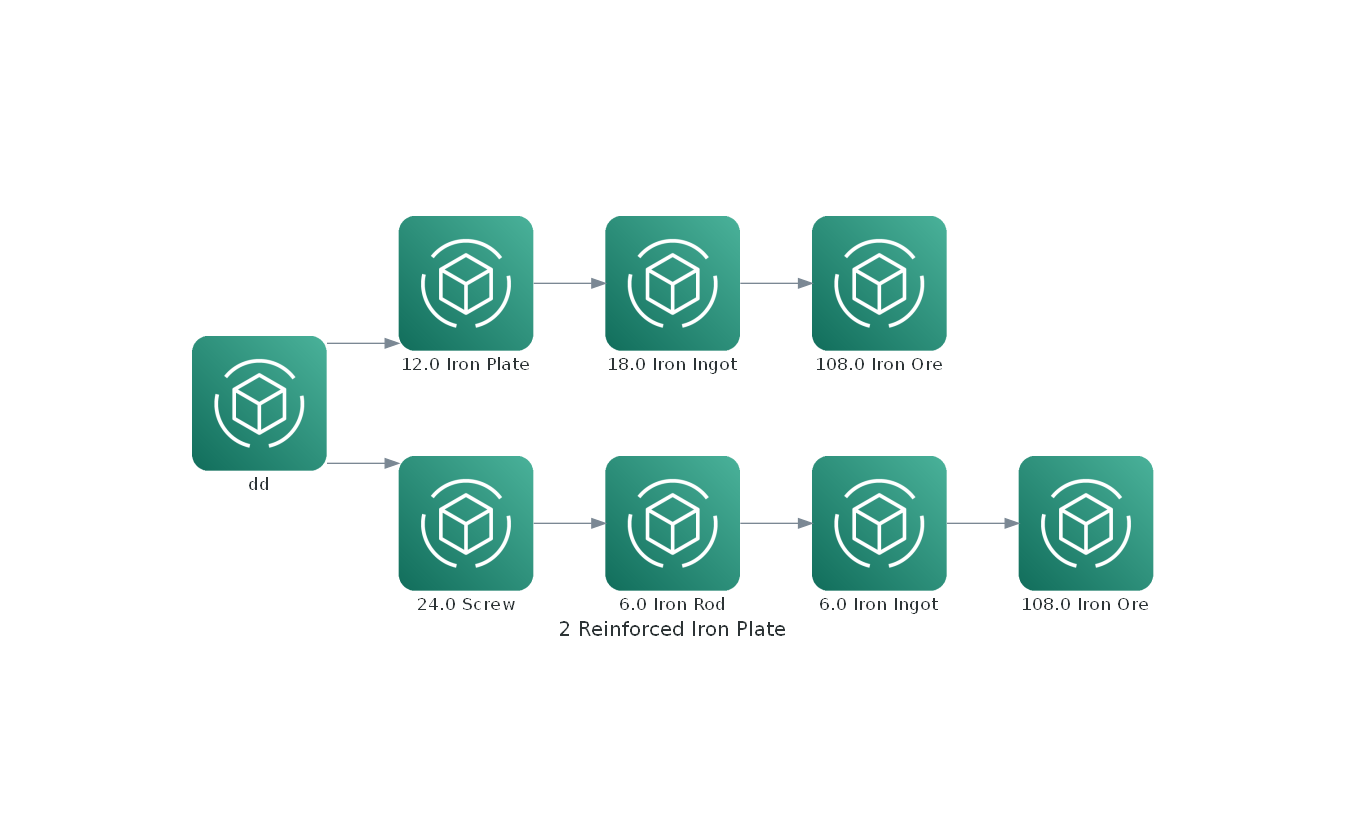 12.0 Iron Plate
18.0 Iron Ingot
108.0 Iron Ore
dd
24.0 Screw
6.0 Iron Rod
6.0 Iron Ingot
108.0 Iron Ore
2 Reinforced Iron Plate